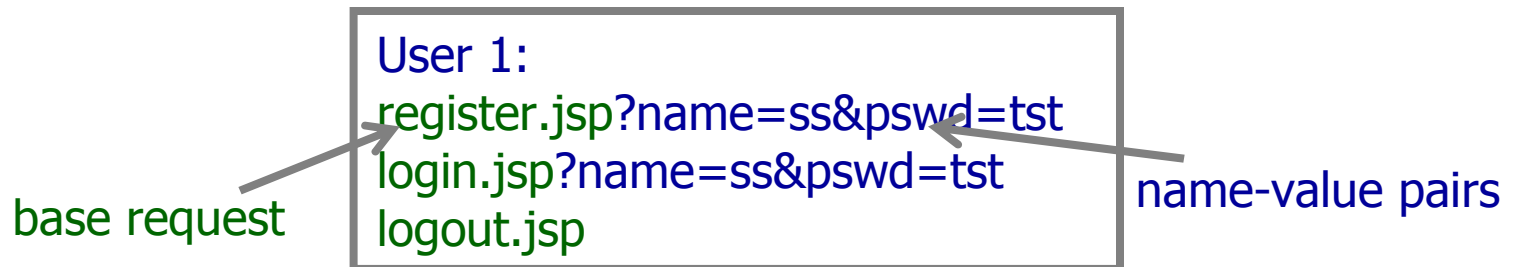 User 1:
register.jsp?name=ss&pswd=tst
login.jsp?name=ss&pswd=tst
logout.jsp
base request
name-value pairs